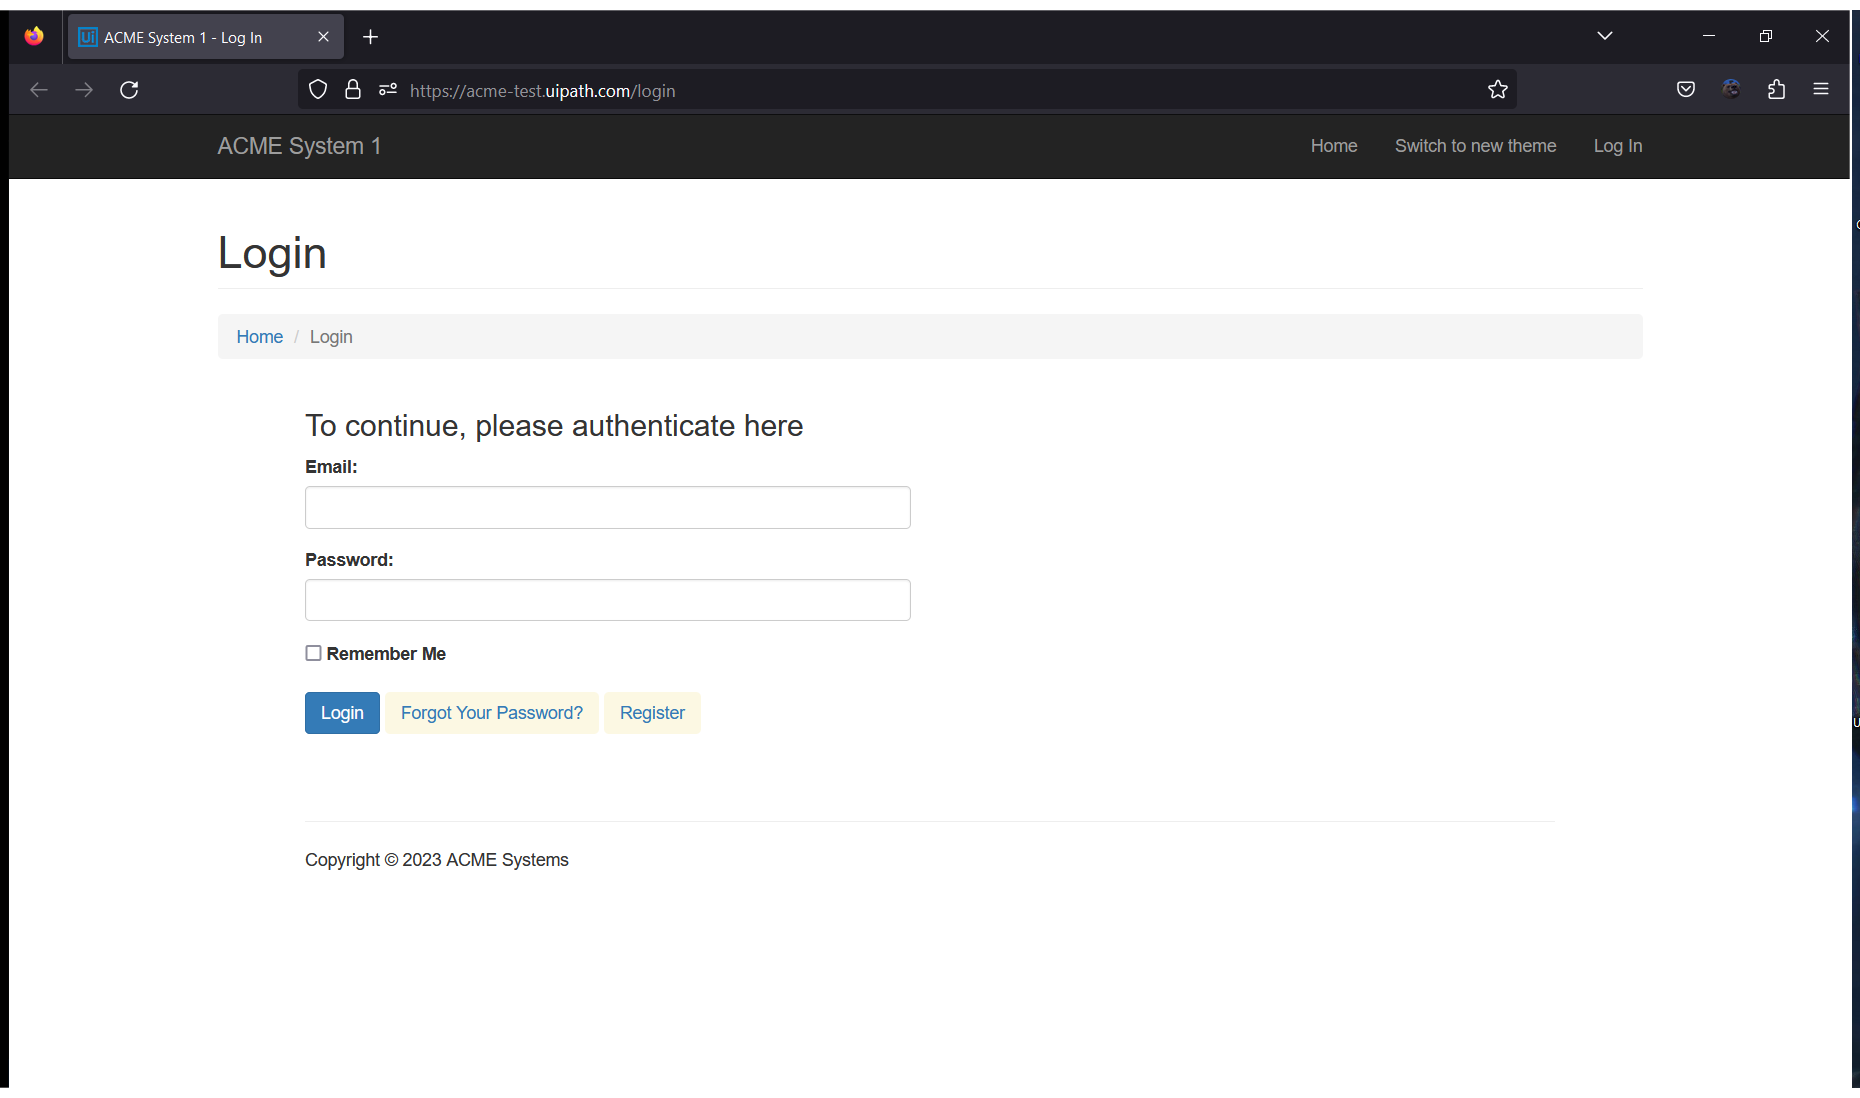 Ui ACME System 1 - Log In
https://acme-test.uipath.com/login
ACME System 1 Home Switch to new theme Log In
Login
Home / Login
To continue, please authenticate here
Email:
Password:
Remember Me
Login Forgot Your Password? Register
Copyright © 2023 ACME Systems